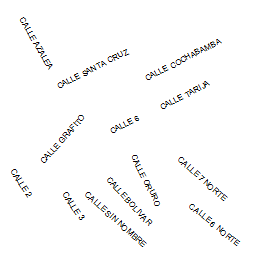 CALLE AZALEA
CALLE SANTA CRUZ
CALLE COCHABAMBA
CALLE TARIJA
CALLE 6
CALLE GRAFITO
CALLE ORURO
CALLE 7 NORTE
CALLE 2
CALLE 3
CALLE BOLIVAR
CALLE SIN NOMBRE
CALLE 6 NORTE